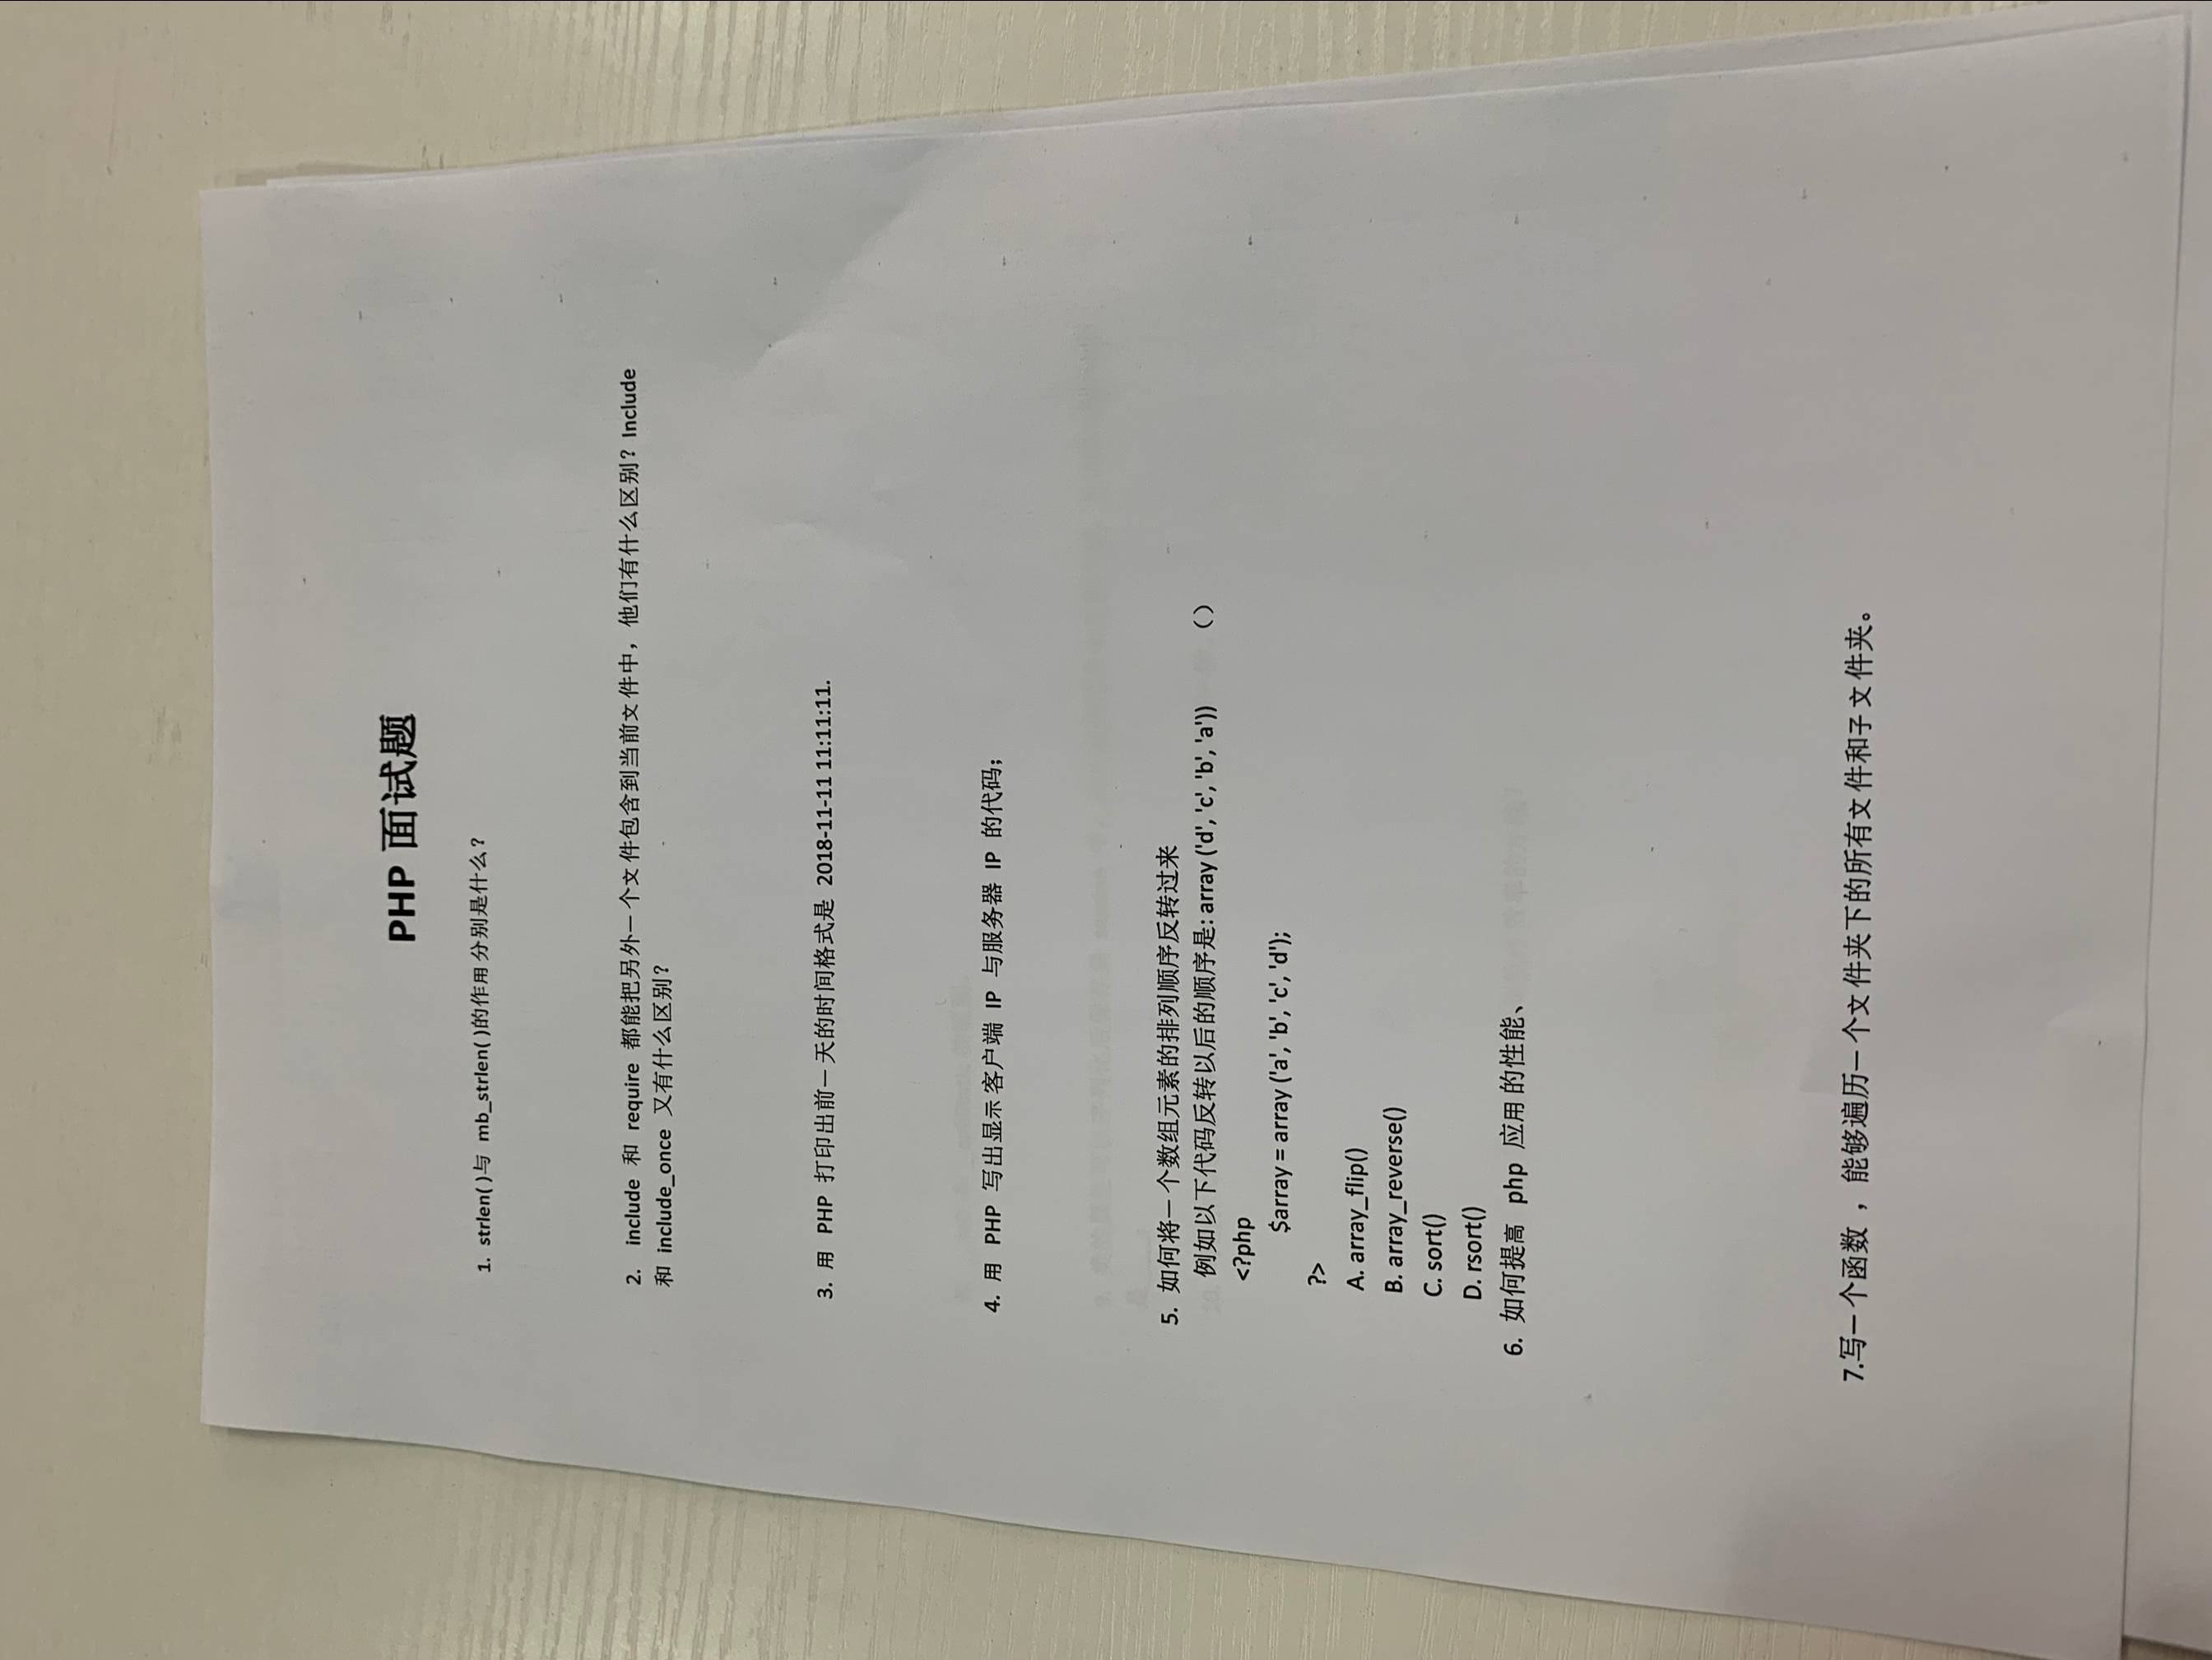 PHP 面试题
1. strlen( )与 mb_strlen( )的作用分别是什么？
2. include 和 require 都能把另外一个文件包含到当前文件中，他们有什么区别？Include
和 include_once 又有什么区别？
3. 用 PHP 打印出前一天的时间格式是 2018-11-11 11:11:11.
4. 用 PHP 写出显示客户端 IP 与服务器 IP 的代码；
5. 如何将一个数组元素的排列顺序反转过来
例如以下代码反转以后的顺序是: array ('d', 'c', 'b', 'a')) （）
<?php
$array = array ('a', 'b', 'c', 'd');
?>
A. array_flip()
B. array_reverse()
C. sort()
D. rsort()
6. 如何提高 php 应用的性能、
7.写一个函数 ，能够遍历一个文件夹下的所有文件和子文件夹。